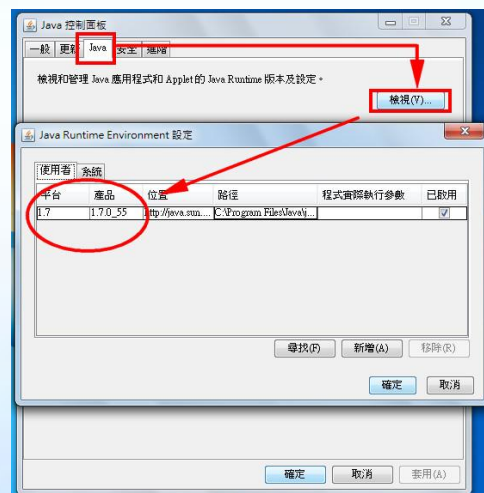 Java 控制面板
一般 更新 Java 安全 進階
檢視和管理 Java 應用程式和 Applet 的 Java Runtime 版本及設定。
檢視(V)...
Java Runtime Environment 設定
使用者 系統
平台 產品 位置 路徑 程式實際執行參數 已啟用
1.7 1.7.0_55 http://java.sun.... C:\Program Files\Java\j...
尋找(F) 新增(A) 移除(R)
確定 取消
確定 取消 套用(A)